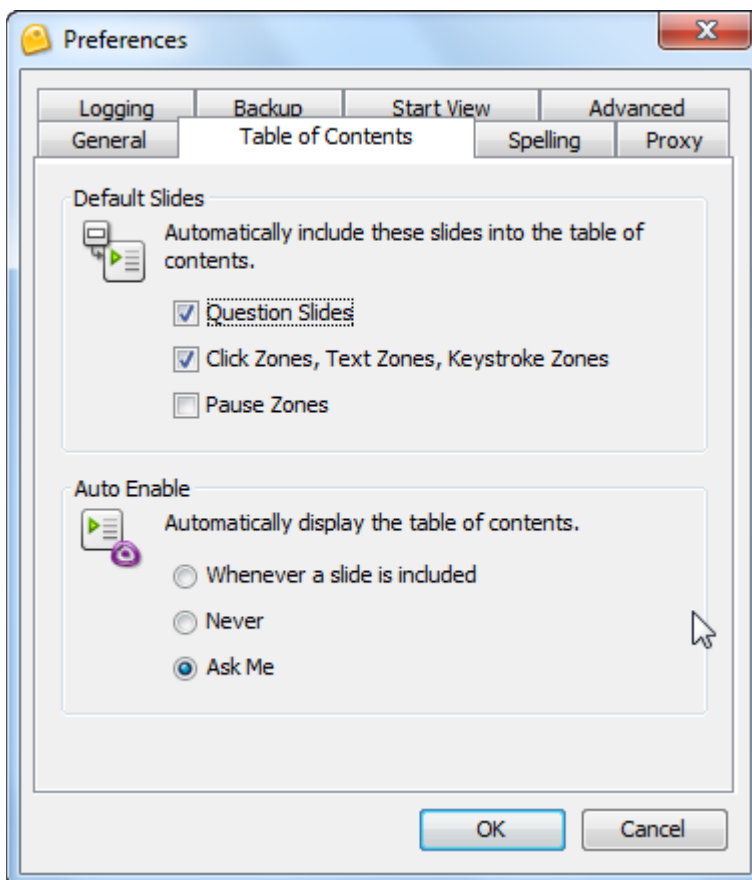 Preferences
Logging Backup Start View Advanced
General Table of Contents Spelling Proxy
Default Slides
Automatically include these slides into the table of
contents.
Question Slides
Click Zones, Text Zones, Keystroke Zones
Pause Zones
Auto Enable
Automatically display the table of contents.
Whenever a slide is included
Never
Ask Me
OK Cancel